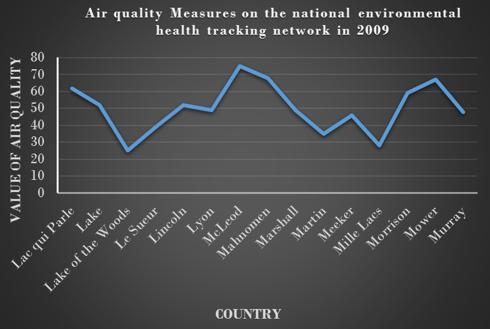 Air quality Measures on the national environmental
health tracking network in 2009
VALUE OF AIR QUALITY
80
70
60
50
40
30
20
10
0
Lac qui Parle
Lake
Lake of the Woods
Le Sueur
Lincoln
Lyon
McLeod
Mahnomen
Marshall
Martin
Meeker
Mille Lacs
Morrison
Mower
Murray
COUNTRY